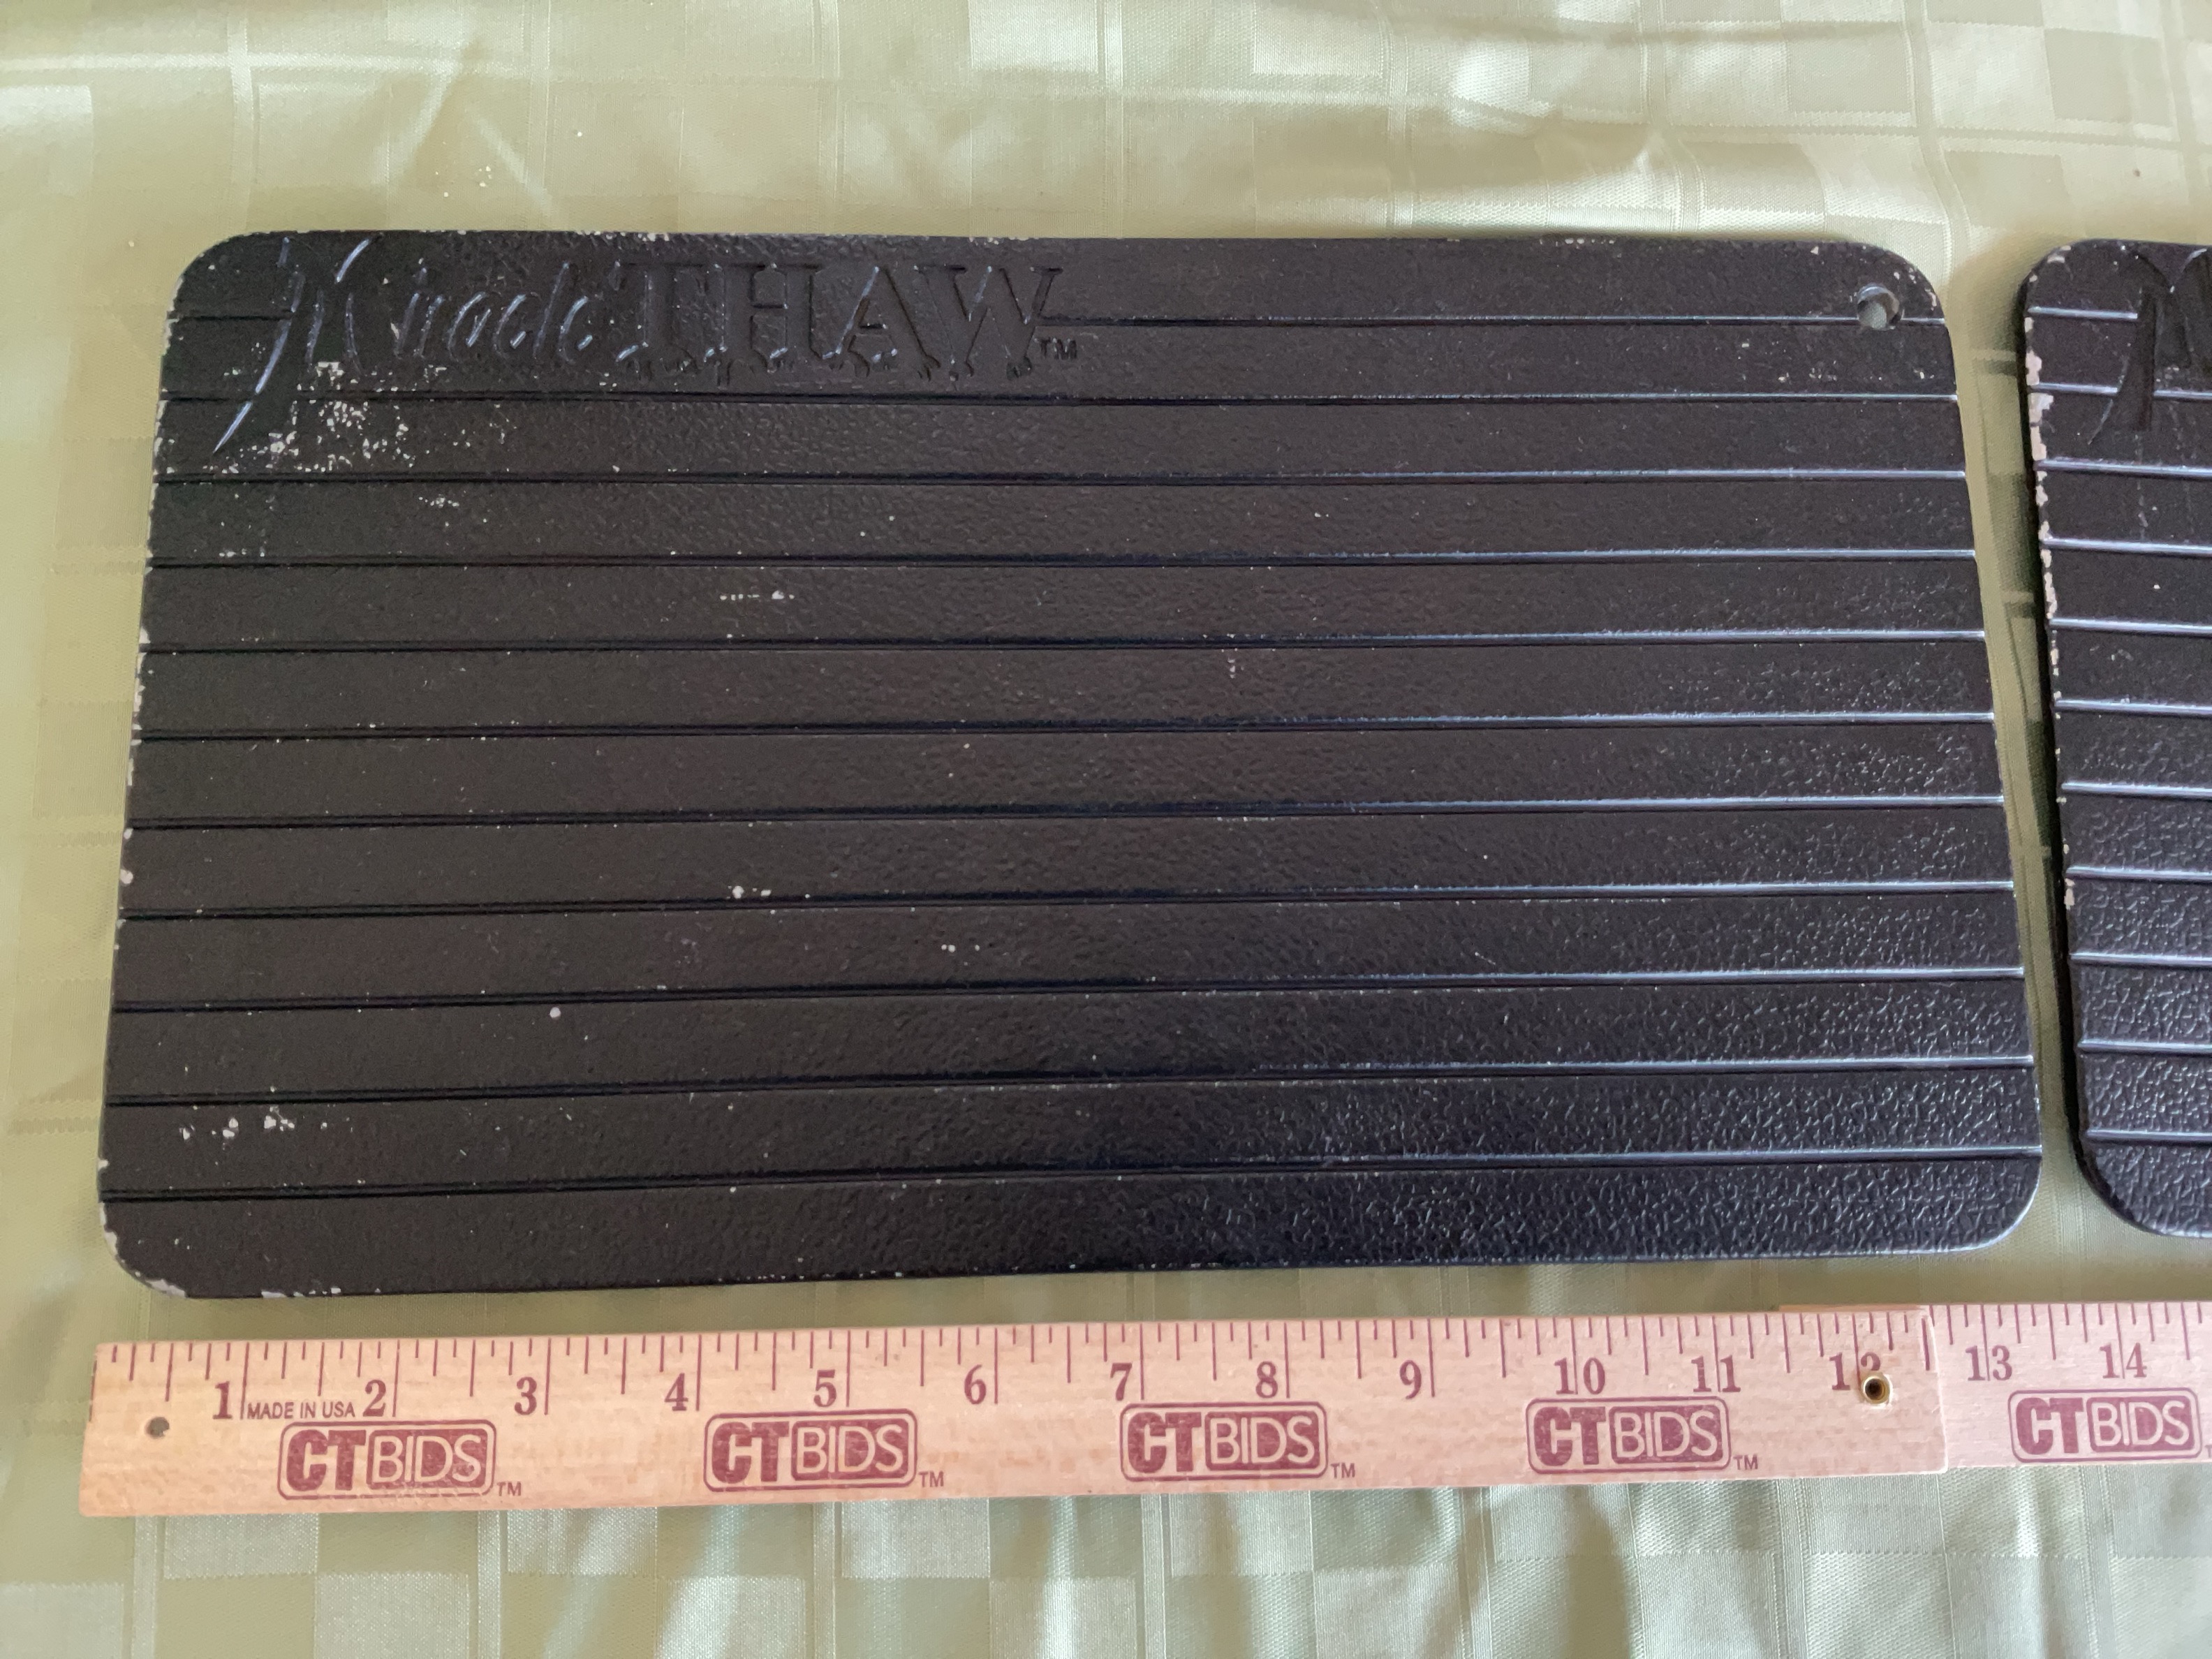 Miracle THAW™
1 2 3 4 5 6 7 8 9 10 11 12 13 14
MADE IN USA
CTBIDS™ CTBIDS™ CTBIDS™ CTBIDS™ CTBIDS